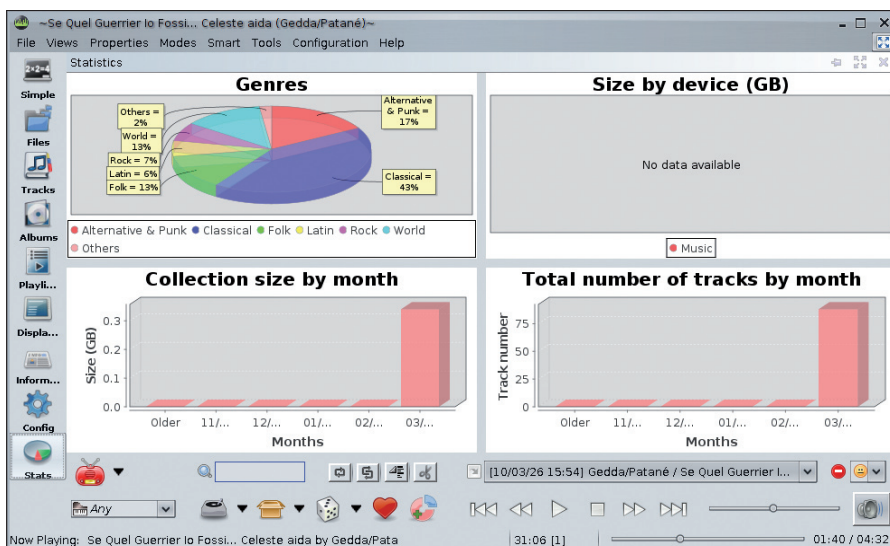 ~Se Quel Guerrier Io Fossi... Celeste aida (Gedda/Patané)~
File Views Properties Modes Smart Tools Configuration Help
2×2=4
Simple
Files
Tracks
Albums
Playli...
Displa...
Inform...
Config
Stats
Statistics
Genres
Others =
2%
World =
13%
Rock = 7%
Latin = 6%
Folk = 13%
Alternative
& Punk =
17%
Classical =
43%
Alternative & Punk Classical Folk Latin Rock World
Others
Size by device (GB)
No data available
Music
Collection size by month
Size (GB)
0.3
0.2
0.1
0.0
Older 11/... 12/... 01/... 02/... 03/...
Months
Total number of tracks by month
Track number
75
50
25
0
Older 11/... 12/... 01/... 02/... 03/...
Months
[10/03/26 15:54] Gedda/Patané / Se Quel Guerrier I...
Any
Now Playing: Se Quel Guerrier Io Fossi... Celeste aida by Gedda/Pata
31:06 [1]
01:40 / 04:32